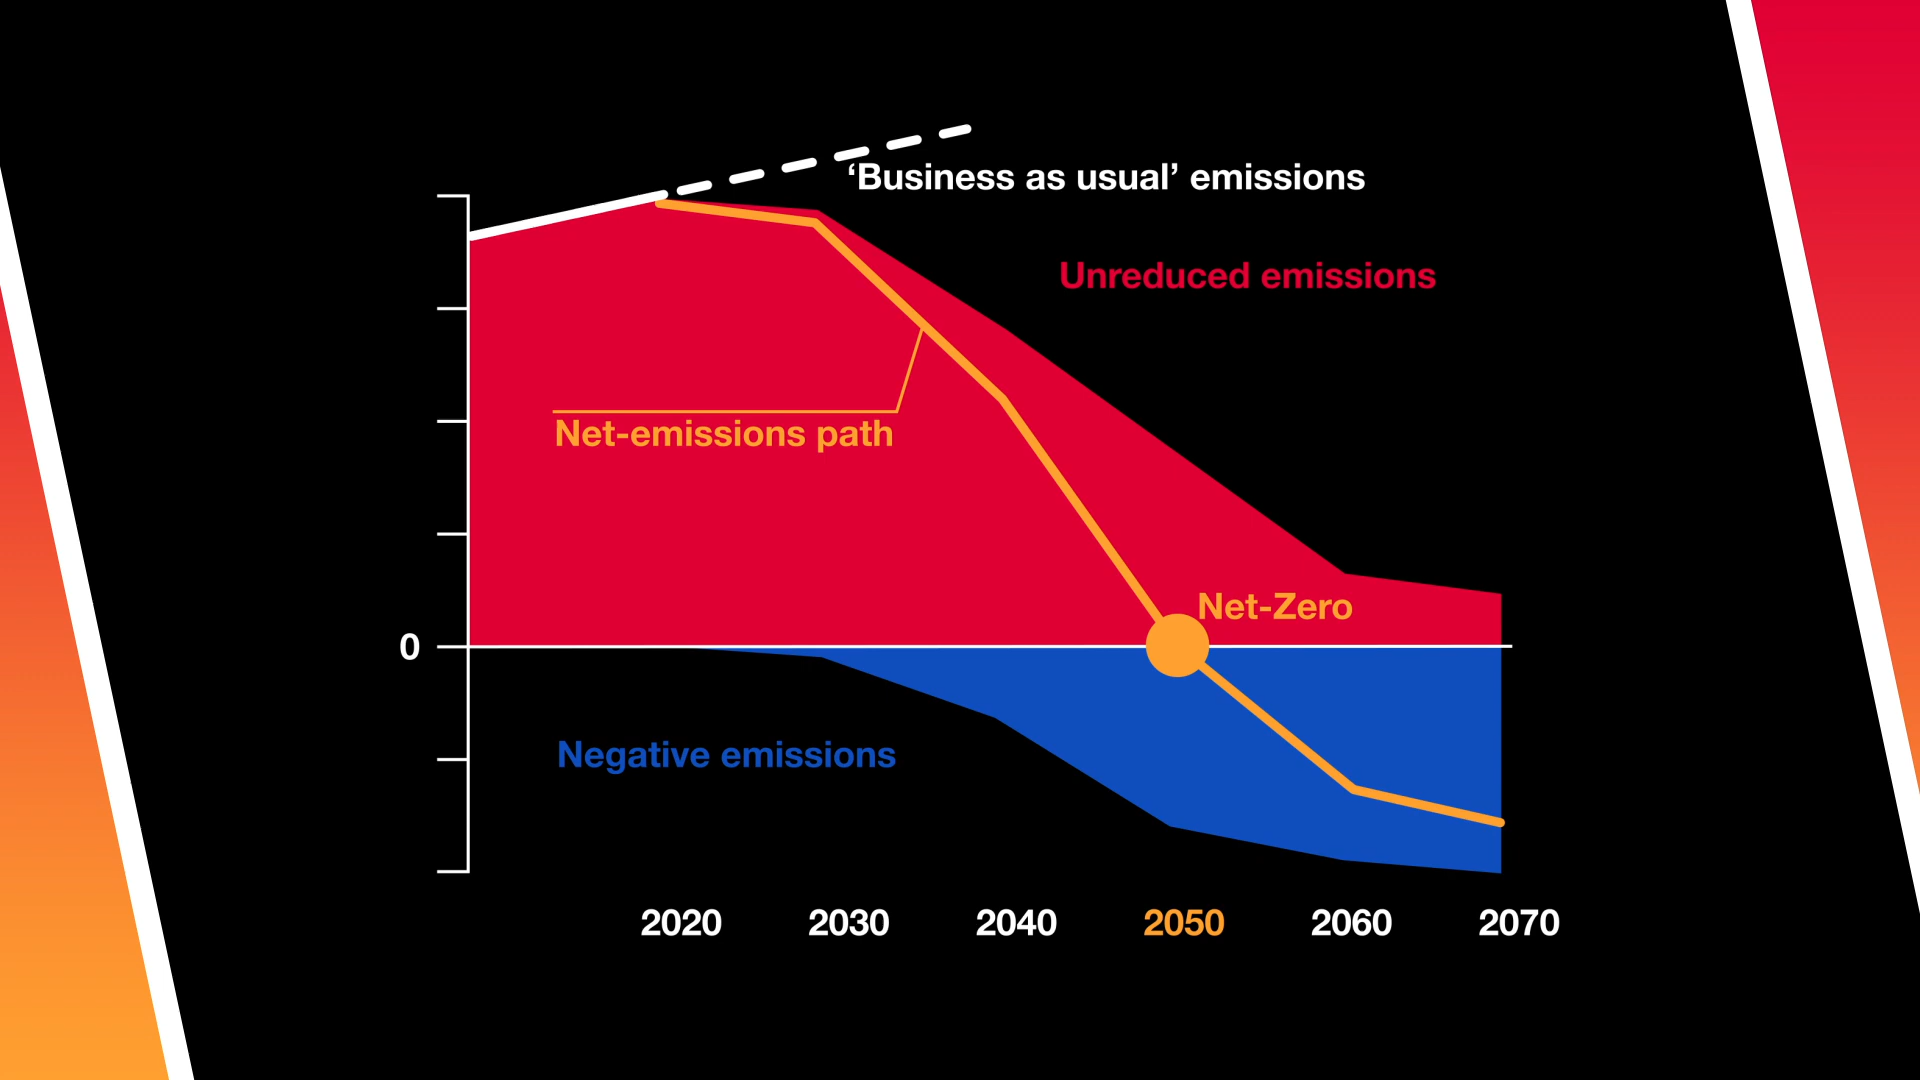 ‘Business as usual’ emissions
Unreduced emissions
Net-emissions path
Net-Zero
0
Negative emissions
2020 2030 2040 2050 2060 2070